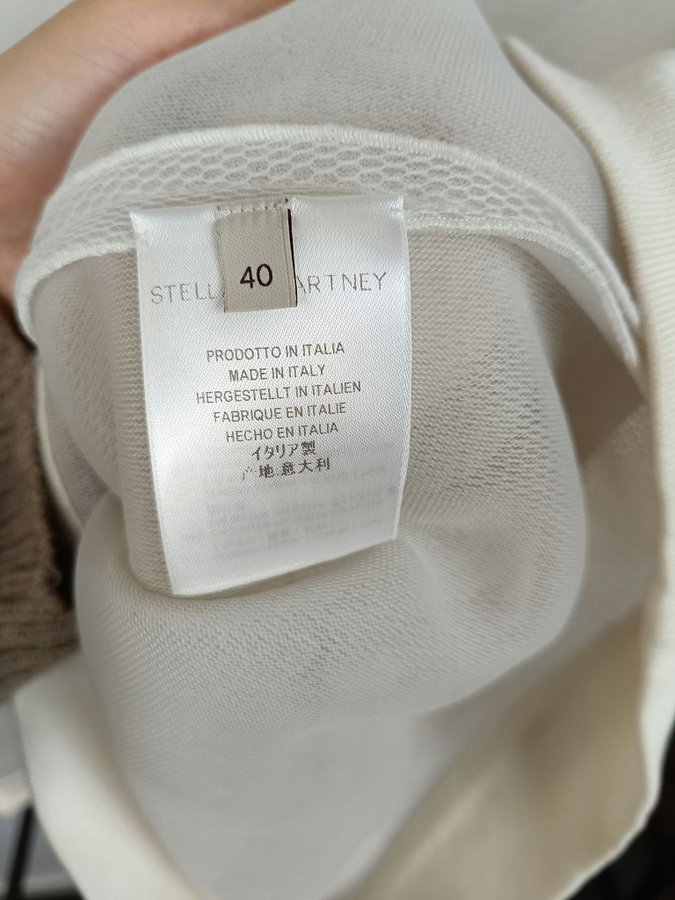 40
STELL ARTNEY
PRODOTTO IN ITALIA
MADE IN ITALY
HERGESTELLT IN ITALIEN
FABRIQUE EN ITALIE
HECHO EN ITALIA
イタリア製
产地:意大利